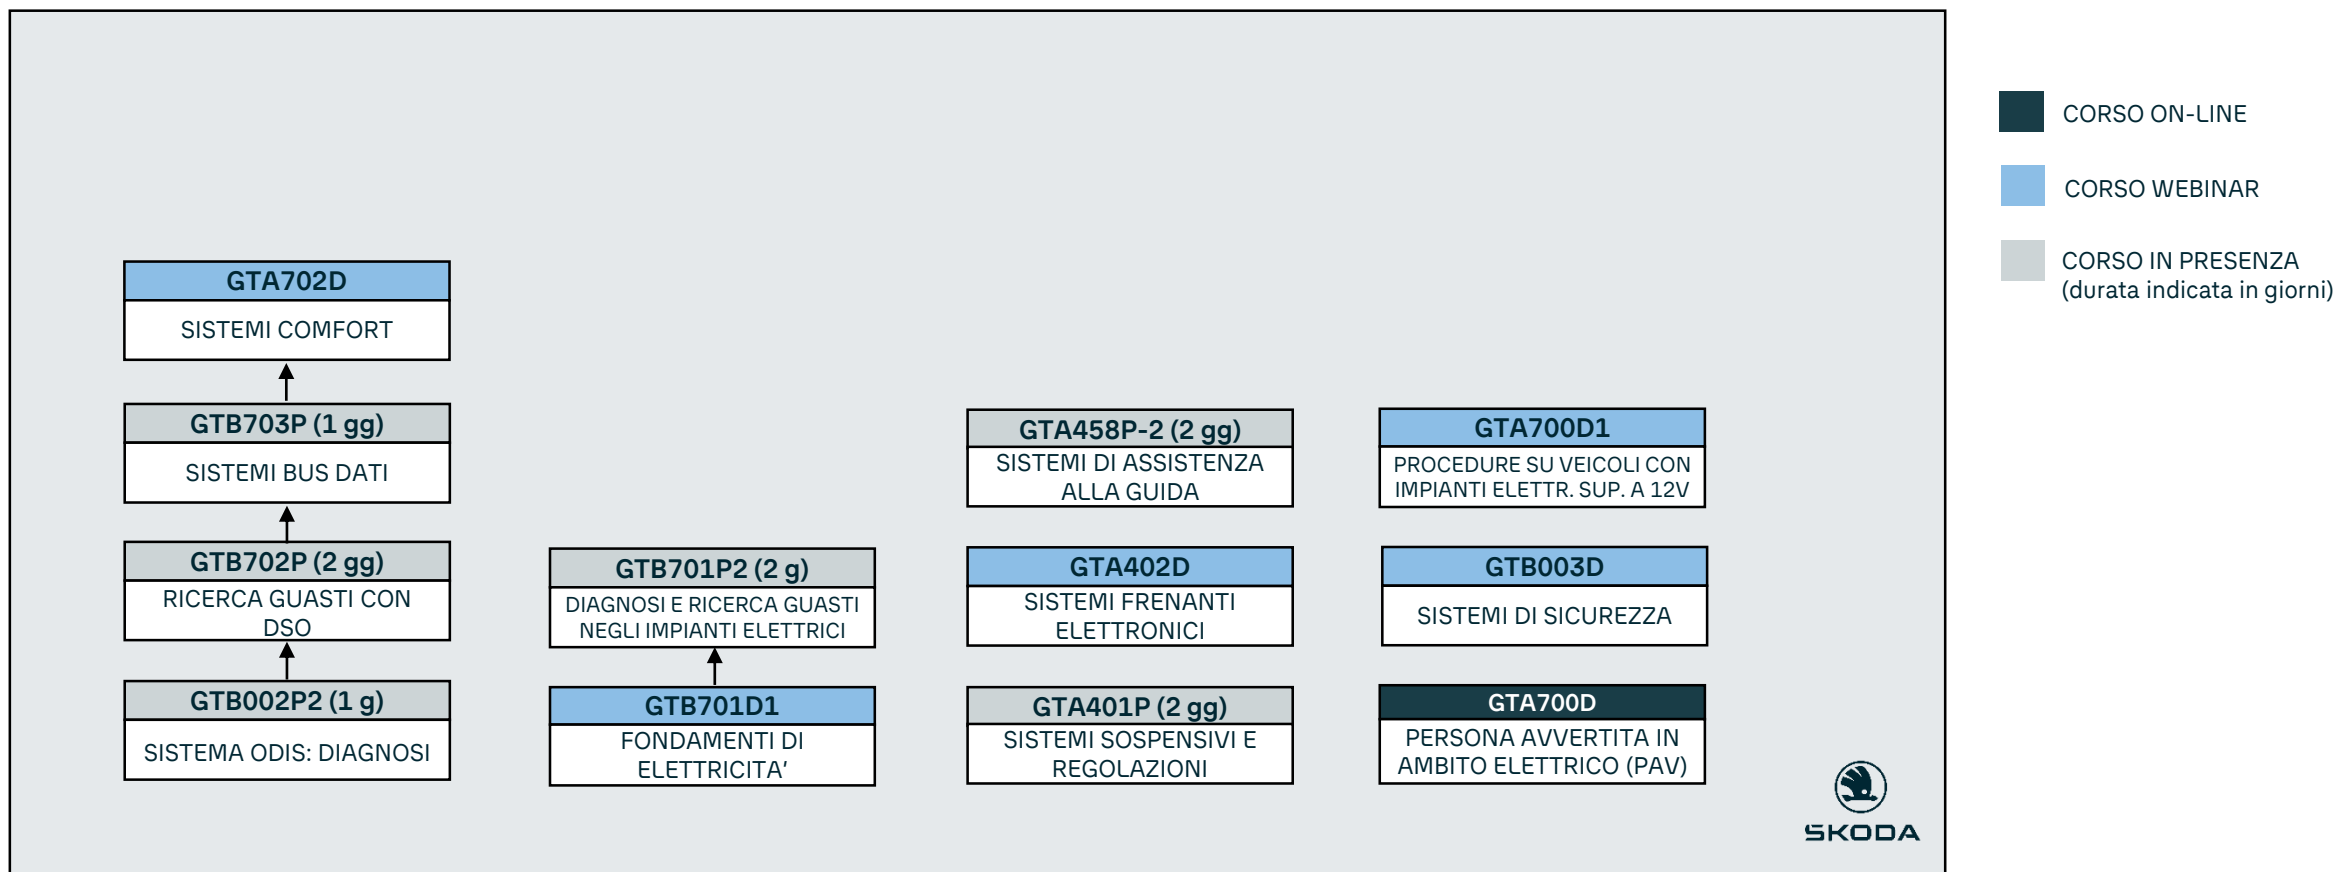 GTA702D
SISTEMI COMFORT
GTB703P (1 gg)
SISTEMI BUS DATI
GTB702P (2 gg)
RICERCA GUASTI CON
DSO
GTB002P2 (1 g)
SISTEMA ODIS: DIAGNOSI
GTB701P2 (2 g)
DIAGNOSI E RICERCA GUASTI
NEGLI IMPIANTI ELETTRICI
GTB701D1
FONDAMENTI DI
ELETTRICITA’
GTA458P-2 (2 gg)
SISTEMI DI ASSISTENZA
ALLA GUIDA
GTA402D
SISTEMI FRENANTI
ELETTRONICI
GTA401P (2 gg)
SISTEMI SOSPENSIVI E
REGOLAZIONI
GTA700D1
PROCEDURE SU VEICOLI CON
IMPIANTI ELETTR. SUP. A 12V
GTB003D
SISTEMI DI SICUREZZA
GTA700D
PERSONA AVVERTITA IN
AMBITO ELETTRICO (PAV)
ŠKODA
CORSO ON-LINE
CORSO WEBINAR
CORSO IN PRESENZA
(durata indicata in giorni)